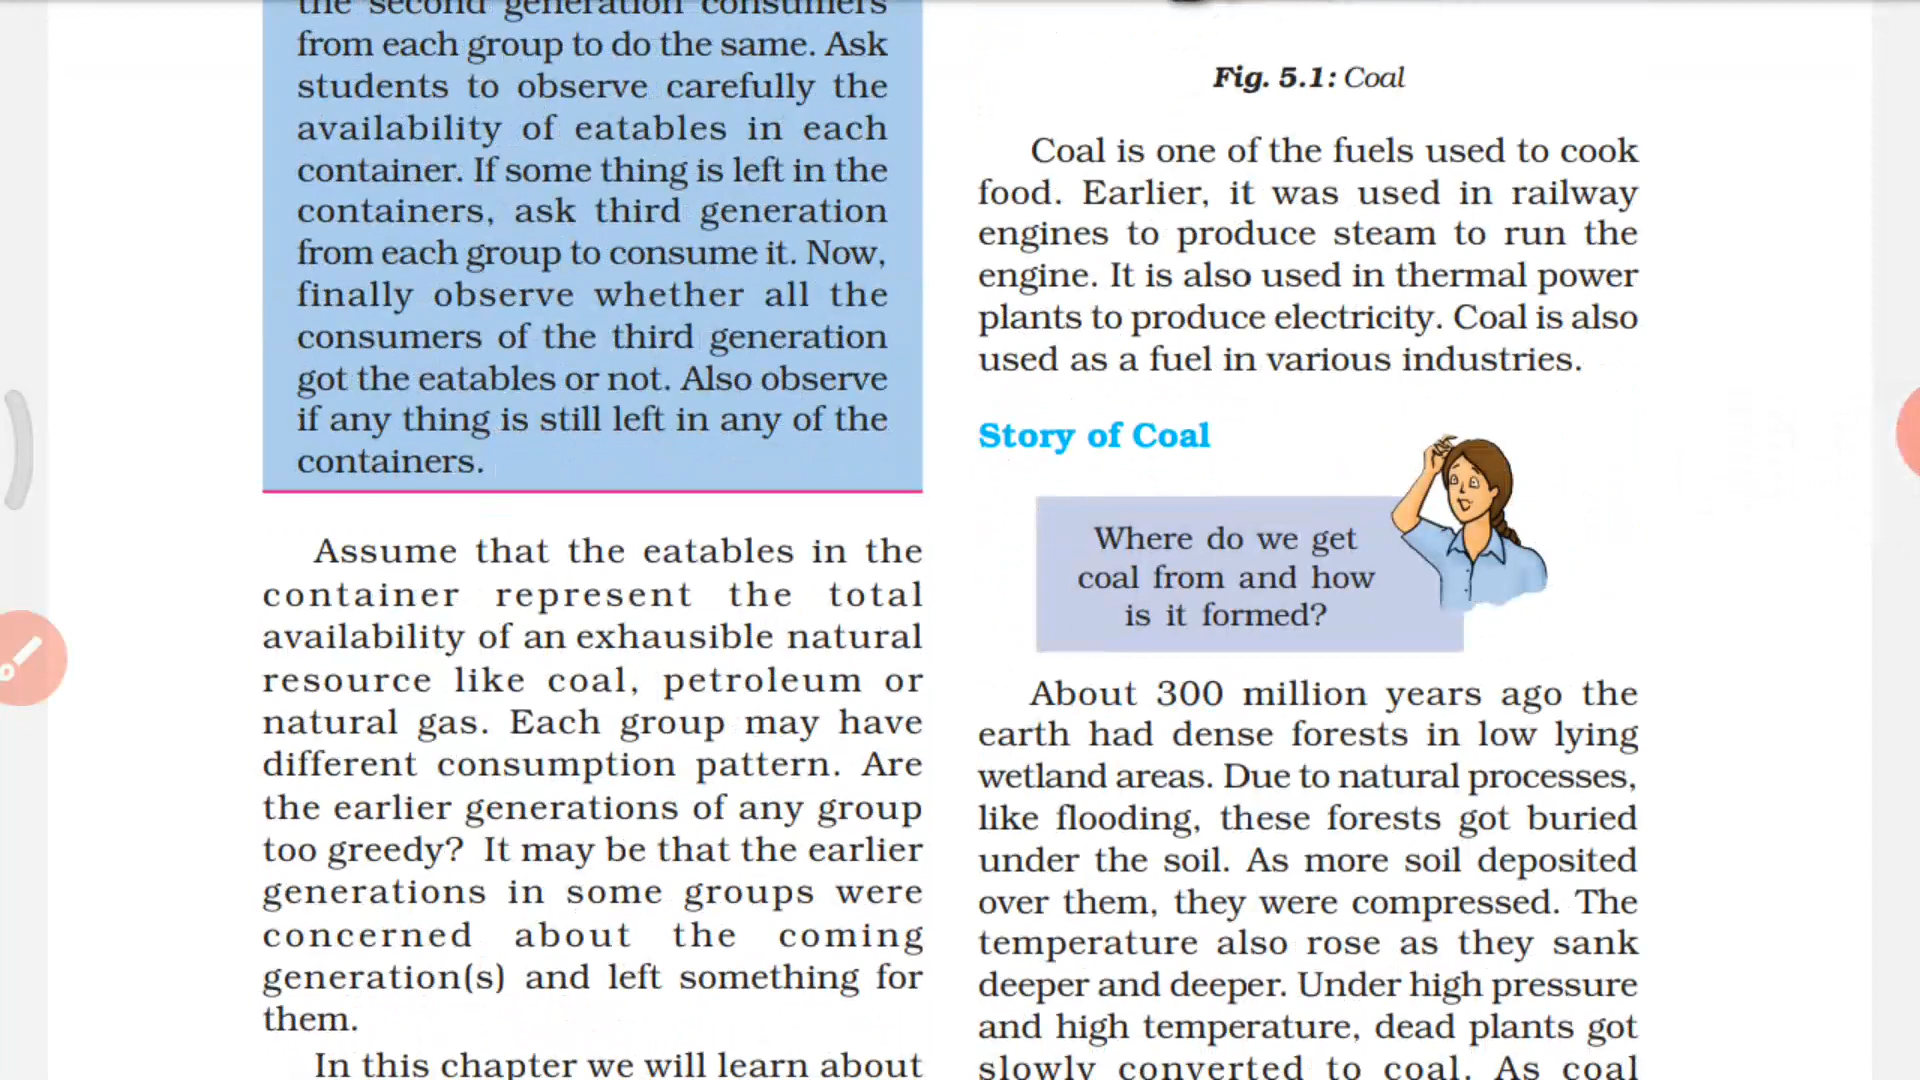 the second generation consumers
from each group to do the same. Ask
students to observe carefully the
availability of eatables in each
container. If some thing is left in the
containers, ask third generation
from each group to consume it. Now,
finally observe whether all the
consumers of the third generation
got the eatables or not. Also observe
if any thing is still left in any of the
containers.
Assume that the eatables in the
container represent the total
availability of an exhausible natural
resource like coal, petroleum or
natural gas. Each group may have
different consumption pattern. Are
the earlier generations of any group
too greedy? It may be that the earlier
generations in some groups were
concerned about the coming
generation(s) and left something for
them.
In this chapter we will learn about
Fig. 5.1: Coal
Coal is one of the fuels used to cook
food. Earlier, it was used in railway
engines to produce steam to run the
engine. It is also used in thermal power
plants to produce electricity. Coal is also
used as a fuel in various industries.
Story of Coal
Where do we get
coal from and how
is it formed?
About 300 million years ago the
earth had dense forests in low lying
wetland areas. Due to natural processes,
like flooding, these forests got buried
under the soil. As more soil deposited
over them, they were compressed. The
temperature also rose as they sank
deeper and deeper. Under high pressure
and high temperature, dead plants got
slowly converted to coal. As coal